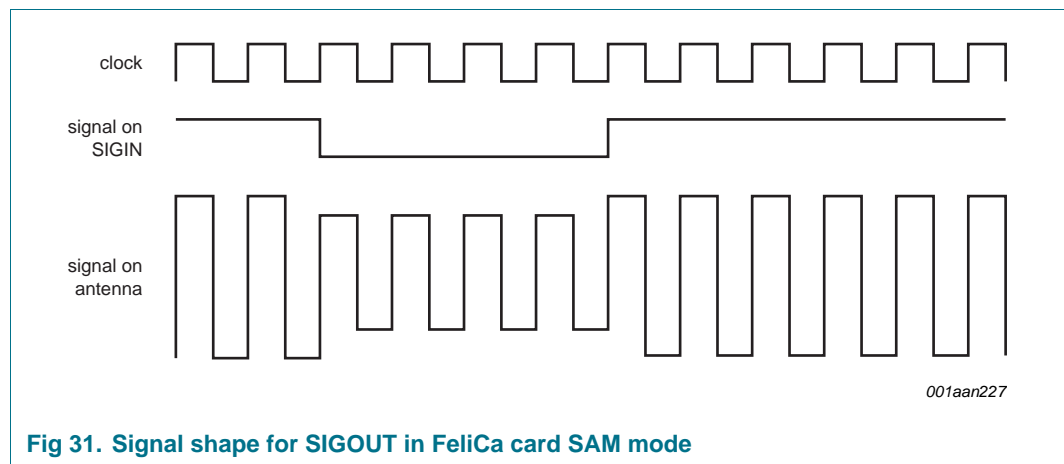 clock
signal on
SIGIN
signal on
antenna
001aan227
Fig 31. Signal shape for SIGOUT in FeliCa card SAM mode